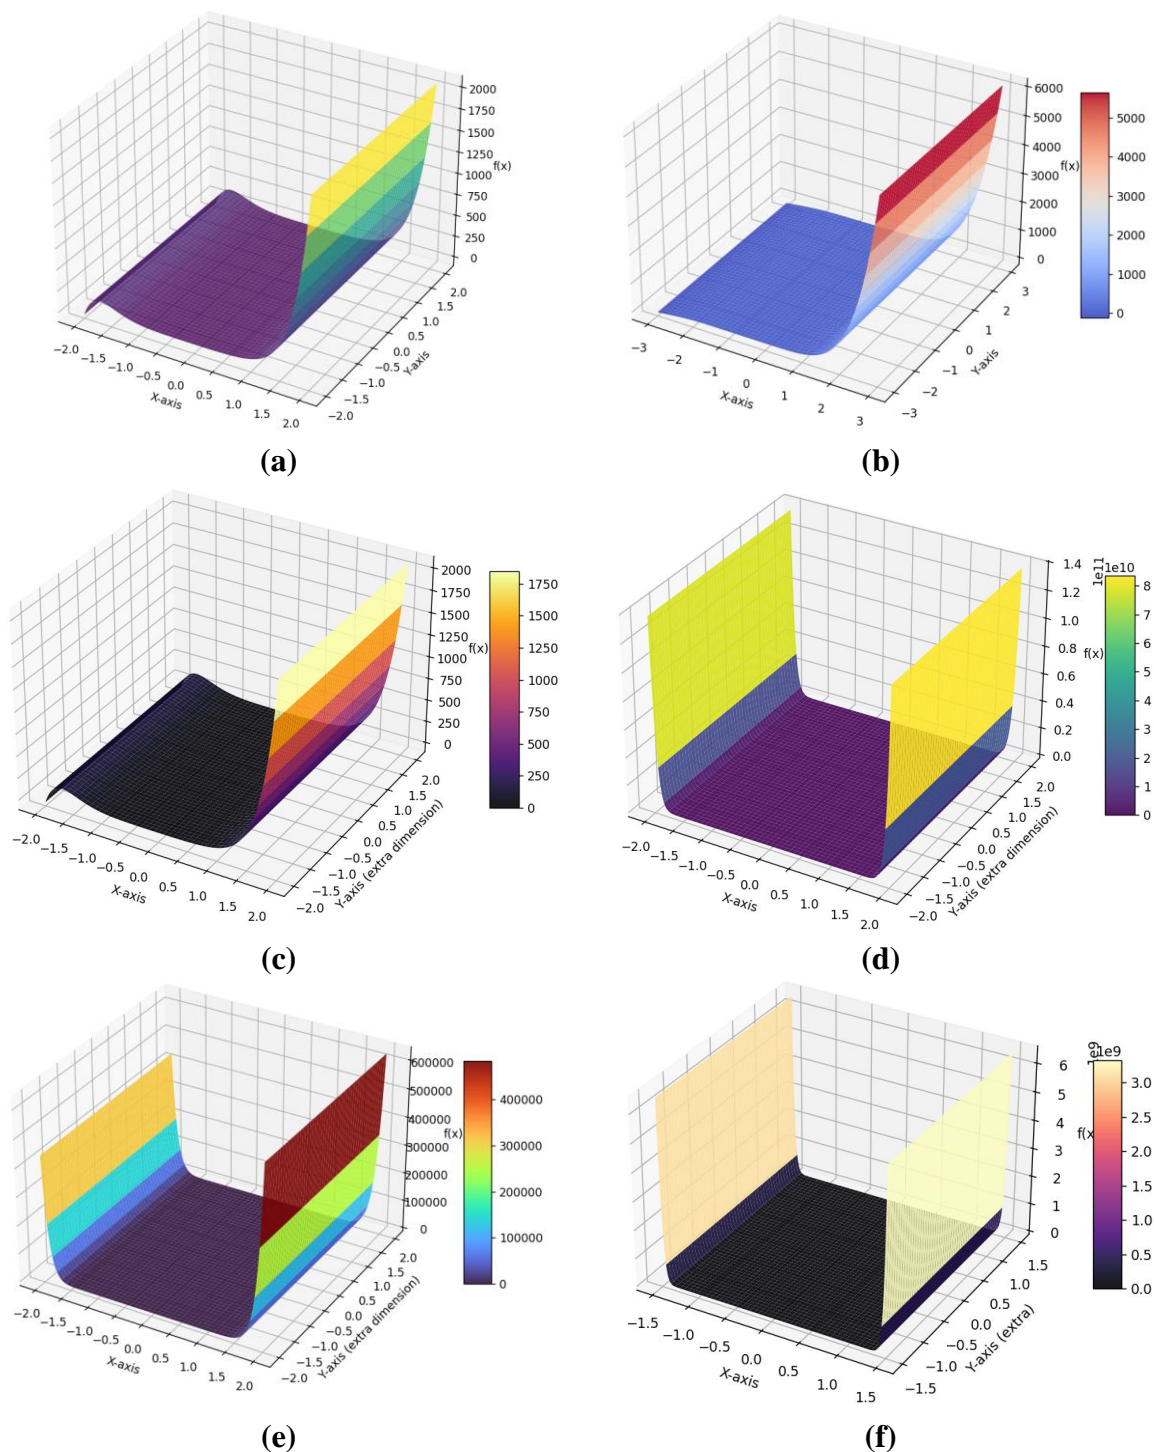 2000
1750
1500
1250
1000
750
500
250
0
f(x)
−2.0 −1.5 −1.0 −0.5 0.0 0.5 1.0 1.5 2.0
X-axis
−2.0 −1.5 −1.0 −0.5 0.0 0.5 1.0 1.5 2.0
Y-axis
(a)
6000
5000
4000
3000
2000
1000
0
f(x)
−3 −2 −1 0 1 2 3
X-axis
−3 −2 −1 0 1 2 3
Y-axis
5000
4000
3000
2000
1000
0
(b)
2000
1750
1500
1250
1000
750
500
250
0
f(x)
−2.0 −1.5 −1.0 −0.5 0.0 0.5 1.0 1.5 2.0
X-axis
−2.0 −1.5 −1.0 −0.5 0.0 0.5 1.0 1.5 2.0
Y-axis (extra dimension)
1750
1500
1250
1000
750
500
250
0
(c)
1e11
1.4
1.2
1.0
0.8
0.6
0.4
0.2
0.0
f(x)
−2.0 −1.5 −1.0 −0.5 0.0 0.5 1.0 1.5 2.0
X-axis
−2.0 −1.5 −1.0 −0.5 0.0 0.5 1.0 1.5 2.0
Y-axis (extra dimension)
1e10
8
7
6
5
4
3
2
1
0
(d)
600000
500000
400000
300000
200000
100000
0
f(x)
−2.0 −1.5 −1.0 −0.5 0.0 0.5 1.0 1.5 2.0
X-axis
−2.0 −1.5 −1.0 −0.5 0.0 0.5 1.0 1.5 2.0
Y-axis (extra dimension)
400000
300000
200000
100000
0
(e)
1e9
6
5
4
3
2
1
0
f(x
−1.5 −1.0 −0.5 0.0 0.5 1.0 1.5
X-axis
−1.5 −1.0 −0.5 0.0 0.5 1.0 1.5
Y-axis (extra)
1e9
3.0
2.5
2.0
1.5
1.0
0.5
0.0
(f)